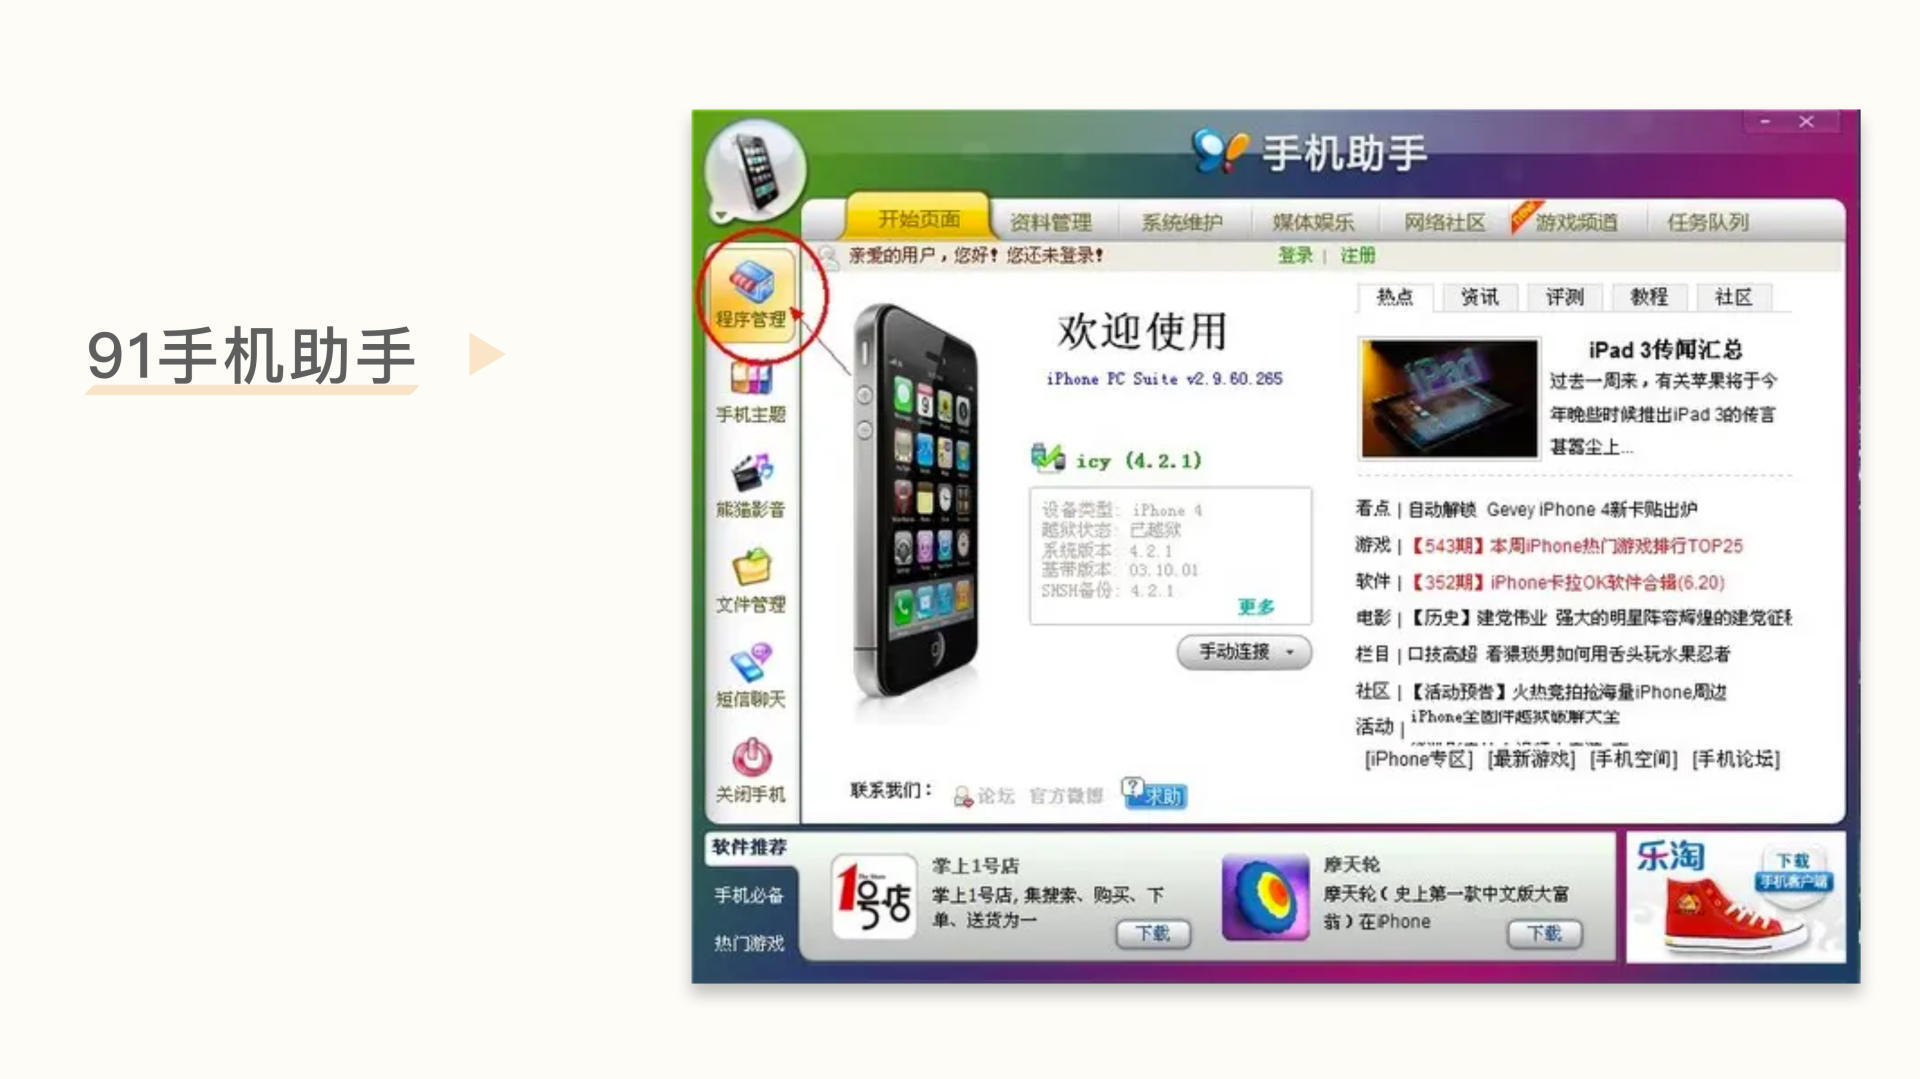 91手机助手
手机助手
开始页面 资料管理 系统维护 媒体娱乐 网络社区 new 游戏频道 任务队列
亲爱的用户，您好！您还未登录！ 登录 | 注册
程序管理
手机主题
熊猫影音
文件管理
短信聊天
关闭手机
欢迎使用
iPhone PC Suite v2.9.60.265
icy (4.2.1)
设备类型: iPhone 4
越狱状态: 已越狱
系统版本: 4.2.1
基带版本: 03.10.01
SHSH备份: 4.2.1
更多
手动连接
联系我们： 论坛 官方微博 ? 求助
热点 资讯 评测 教程 社区
iPad
iPad 3传闻汇总
过去一周来，有关苹果将于今
年晚些时候推出iPad 3的传言
甚嚣尘上...
看点 | 自动解锁 Gevey iPhone 4新卡贴出炉
游戏 | 【543期】本周iPhone热门游戏排行TOP25
软件 | 【352期】iPhone卡拉OK软件合辑(6.20)
电影 | 【历史】建党伟业 强大的明星阵容辉煌的建党征
栏目 | 口技高超 看猥琐男如何用舌头玩水果忍者
社区 | 【活动预告】火热竞拍抢海量iPhone周边
活动 | iPhone全固件越狱破解大全
[iPhone专区] [最新游戏] [手机空间] [手机论坛]
软件推荐
手机必备
热门游戏
1号店
The Store
掌上1号店
掌上1号店, 集搜索、购买、下
单、送货为一
下载
摩天轮
摩天轮（史上第一款中文版大富
翁）在iPhone
下载
乐淘
下载
手机客户端